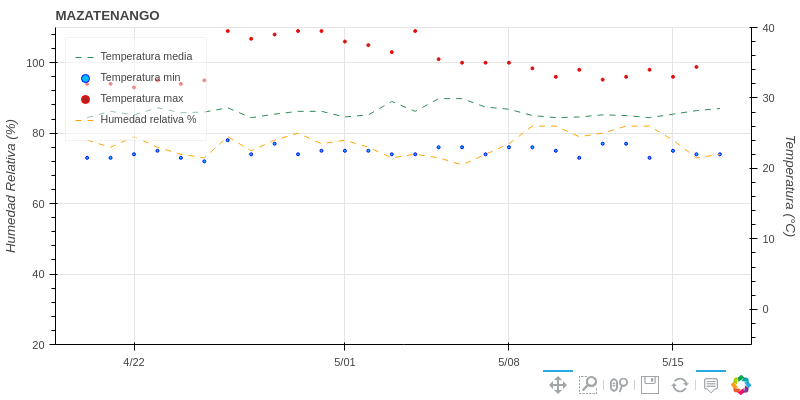 MAZATENANGO
Temperatura media
Temperatura min
Temperatura max
Humedad relativa %
Humedad Relativa (%)
100
80
60
40
20
Temperatura (°C)
40
30
20
10
0
4/22
5/01
5/08
5/15